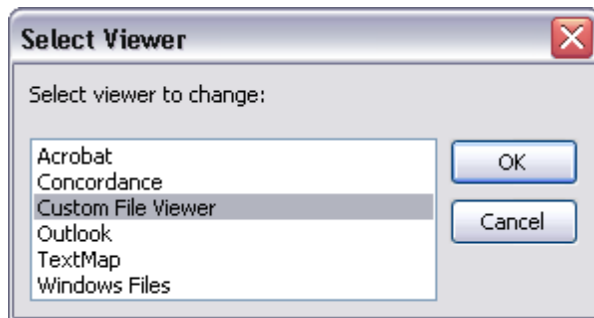 Select Viewer
Select viewer to change:
Acrobat
Concordance
Custom File Viewer
Outlook
TextMap
Windows Files
OK
Cancel